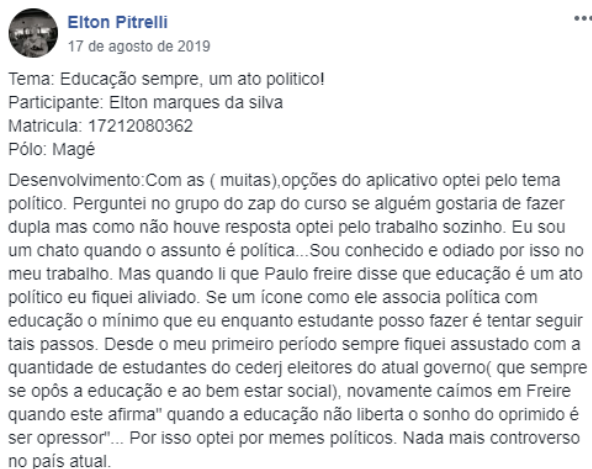 Elton Pitrelli
17 de agosto de 2019
Tema: Educação sempre, um ato politico!
Participante: Elton marques da silva
Matricula: 17212080362
Pólo: Magé
Desenvolvimento:Com as ( muitas),opções do aplicativo optei pelo tema
político. Perguntei no grupo do zap do curso se alguém gostaria de fazer
dupla mas como não houve resposta optei pelo trabalho sozinho. Eu sou
um chato quando o assunto é política...Sou conhecido e odiado por isso no
meu trabalho. Mas quando li que Paulo freire disse que educação é um ato
político eu fiquei aliviado. Se um ícone como ele associa política com
educação o mínimo que eu enquanto estudante posso fazer é tentar seguir
tais passos. Desde o meu primeiro período sempre fiquei assustado com a
quantidade de estudantes do cederj eleitores do atual governo( que sempre
se opôs a educação e ao bem estar social), novamente caímos em Freire
quando este afirma" quando a educação não liberta o sonho do oprimido é
ser opressor"... Por isso optei por memes políticos. Nada mais controverso
no país atual.